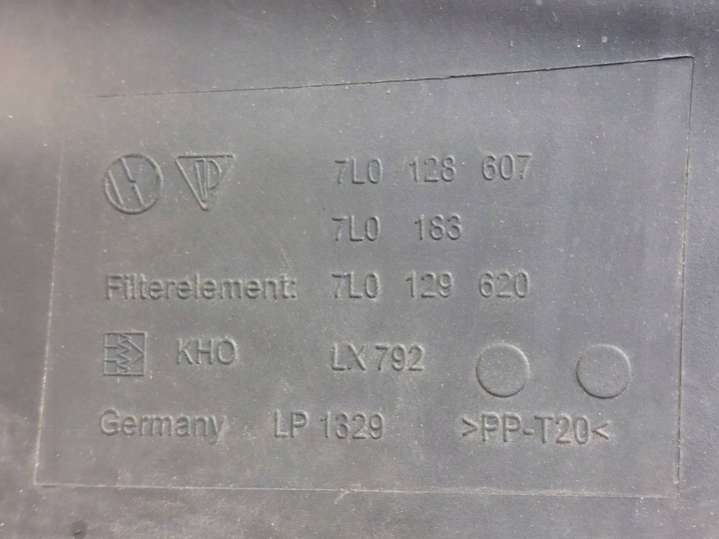 7L0 128 607
7L0 183
Filterelement: 7L0 129 620
KHO LX 792
Germany LP 1329 >PP-T20<